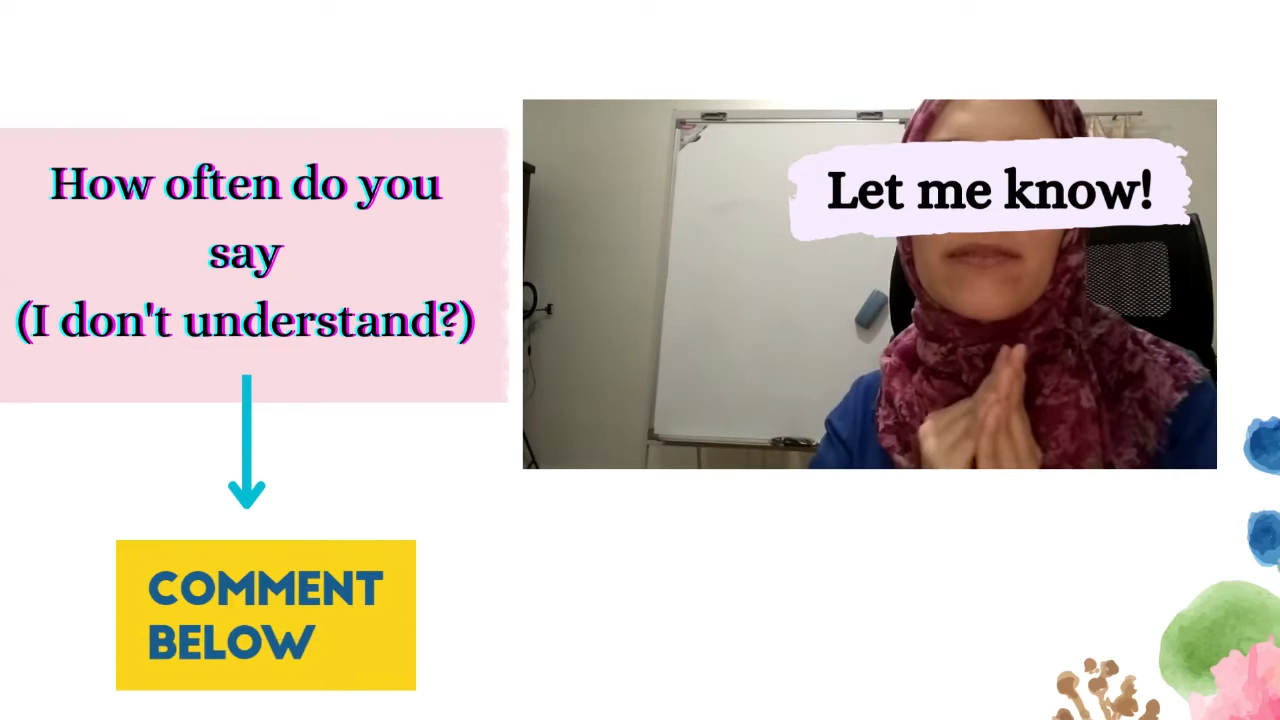 How often do you
say
(I don't understand?)
COMMENT
BELOW
Let me know!